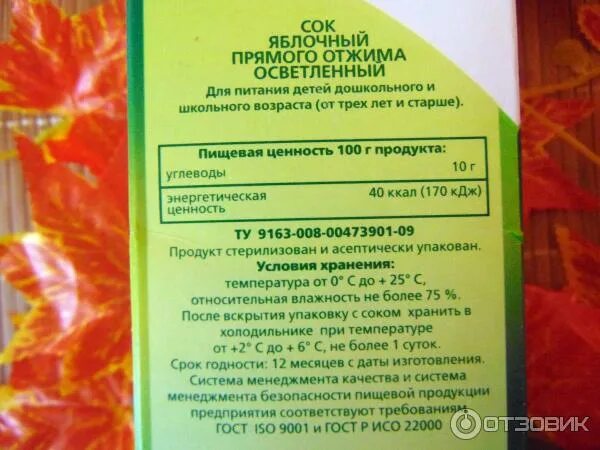 СОК
ЯБЛОЧНЫЙ
ПРЯМОГО ОТЖИМА
ОСВЕТЛЕННЫЙ
Для питания детей дошкольного и
школьного возраста (от трех лет и старше).
Пищевая ценность 100 г продукта:
углеводы 10 г
энергетическая 40 ккал (170 кДж)
ценность
ТУ 9163-008-00473901-09
Продукт стерилизован и асептически упакован.
Условия хранения:
температура от 0° С до + 25° С,
относительная влажность не более 75 %.
После вскрытия упаковку с соком хранить в
холодильнике при температуре
от +2° С до + 6° С, не более 1 суток.
Срок годности: 12 месяцев с даты изготовления.
Система менеджмента качества и система
менеджмента безопасности пищевой продукции
предприятия соответствуют требованиям
ГОСТ ISO 9001 и ГОСТ Р ИСО 22000
ОТЗОВИК